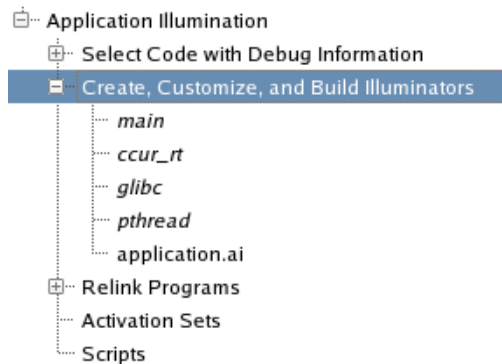 Application Illumination
Select Code with Debug Information
Create, Customize, and Build Illuminators
main
ccur_rt
glibc
pthread
application.ai
Relink Programs
Activation Sets
Scripts